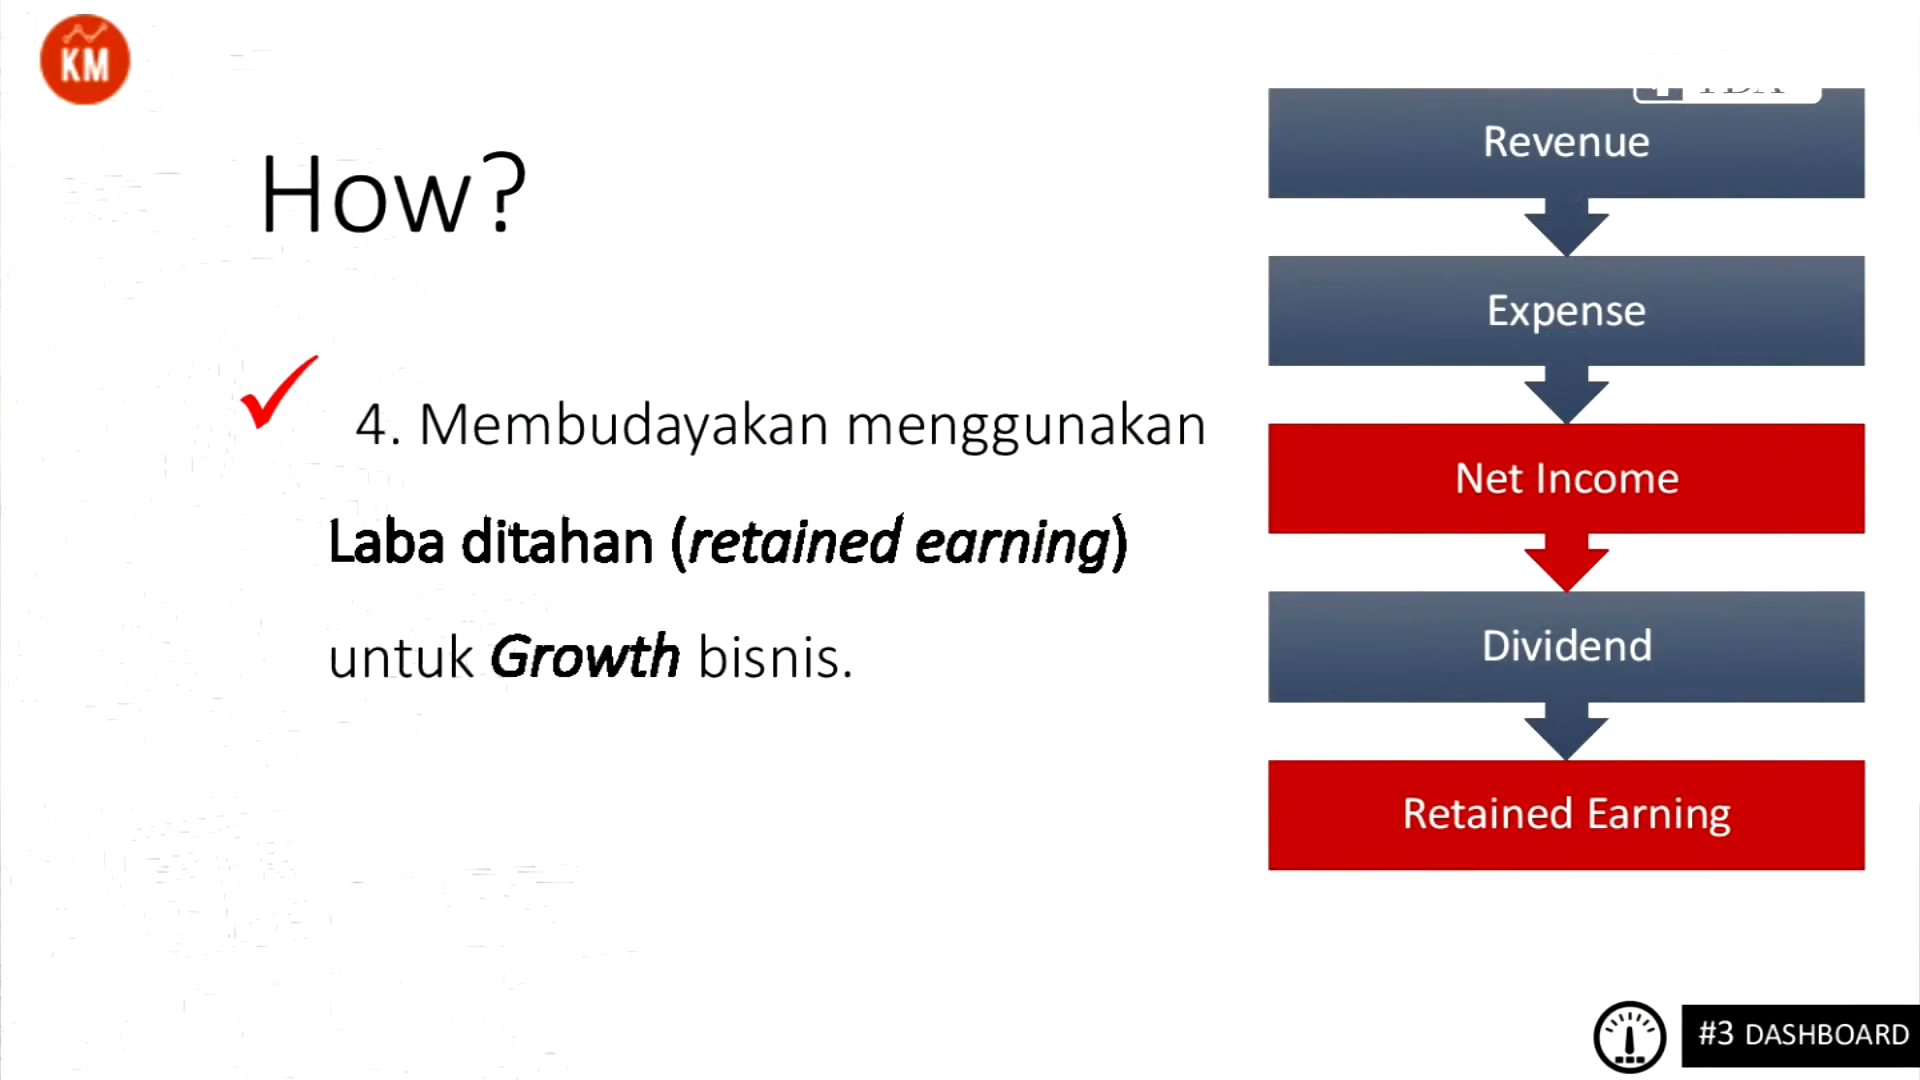 KM
How?
4. Membudayakan menggunakan
Laba ditahan (retained earning)
untuk Growth bisnis.
Revenue
Expense
Net Income
Dividend
Retained Earning
#3 DASHBOARD